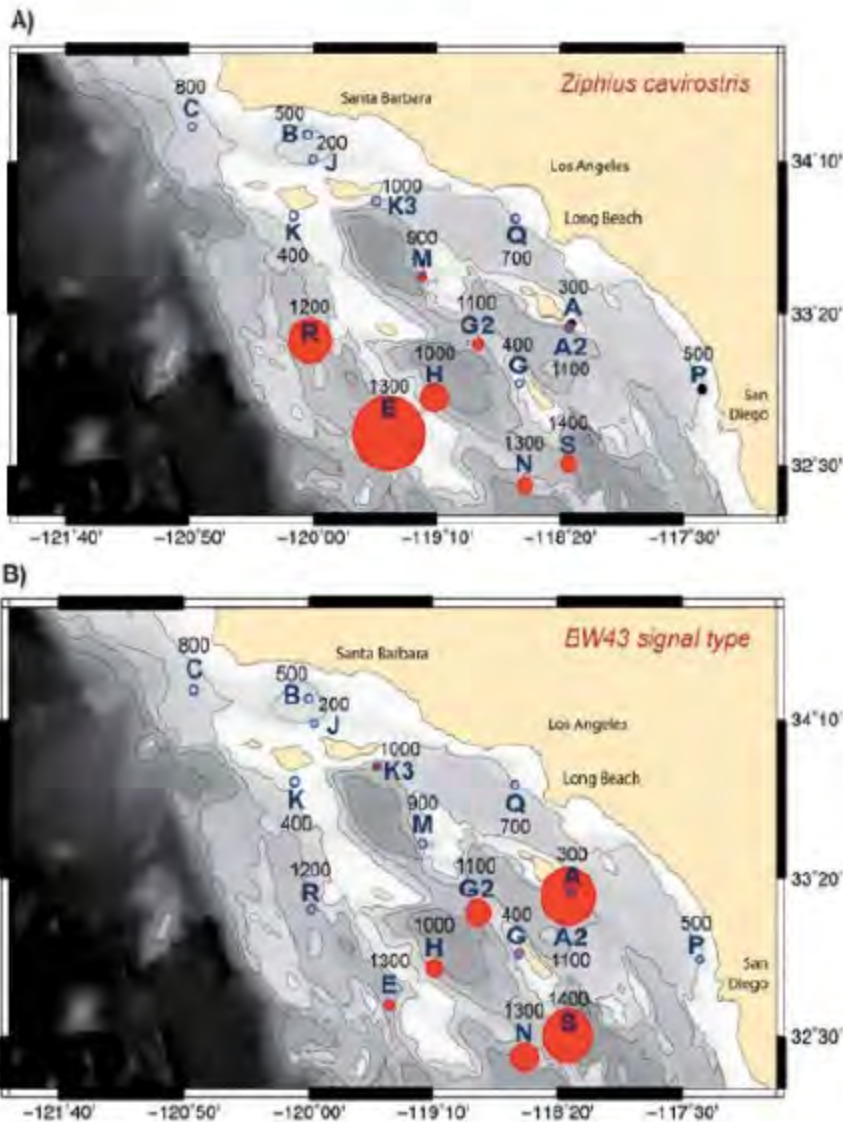 A)
Ziphius cavirostris
800
C
Santa Barbara
500
B
200
J
34°10'
Los Angeles
1000
K3
Long Beach
K
400
900
M
Q
700
300
A
1200
R
1100
G2
33°20'
400
G
A2
1100
1000
H
500
P
San
Diego
1300
E
1400
S
1300
N
32°30'
-121°40' -120°50' -120°00' -119°10' -118°20' -117°30'
B)
BW43 signal type
800
C
Santa Barbara
500
B
200
J
34°10'
Los Angeles
1000
K3
Long Beach
K
400
900
M
Q
700
300
A
1200
R
1100
G2
33°20'
400
G
A2
1100
1000
H
500
P
San
Diego
1300
E
1400
S
1300
N
32°30'
-121°40' -120°50' -120°00' -119°10' -118°20' -117°30'